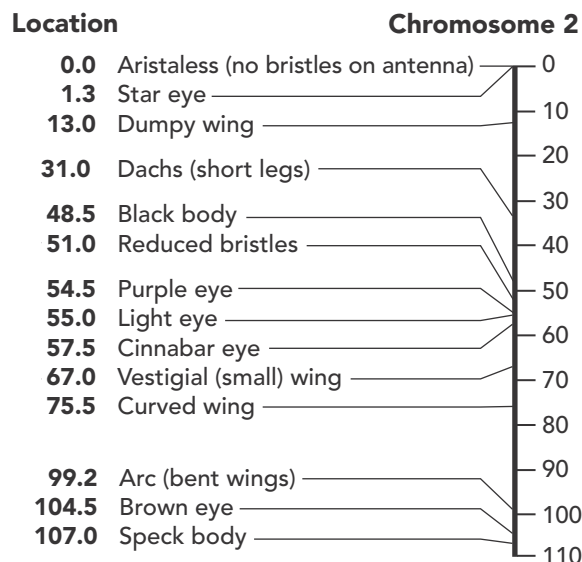 Location Chromosome 2
0.0 Aristaless (no bristles on antenna) 0
1.3 Star eye
10
13.0 Dumpy wing
20
31.0 Dachs (short legs)
30
48.5 Black body
40
51.0 Reduced bristles
54.5 Purple eye 50
55.0 Light eye
60
57.5 Cinnabar eye
67.0 Vestigial (small) wing 70
75.5 Curved wing
80
90
99.2 Arc (bent wings)
104.5 Brown eye 100
107.0 Speck body
110